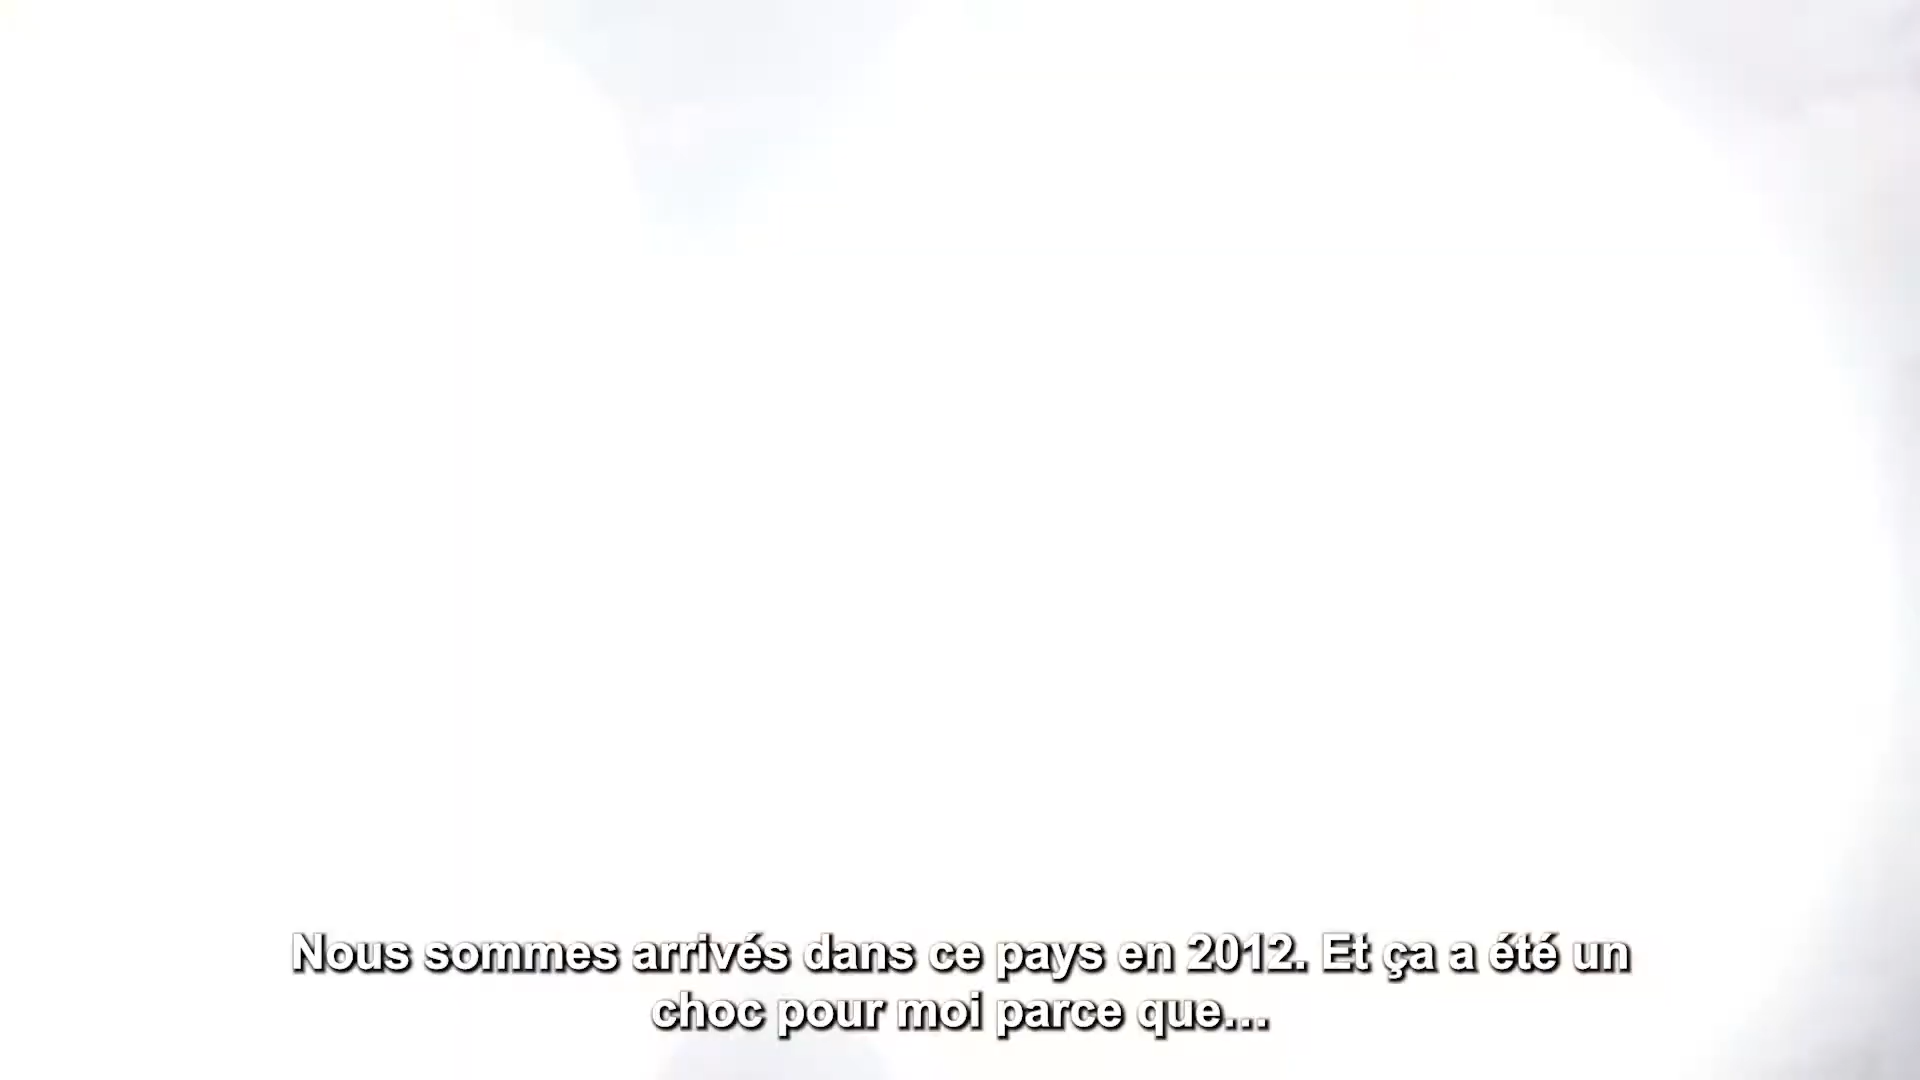 Nous sommes arrivés dans ce pays en 2012. Et ça a été un
choc pour moi parce que...